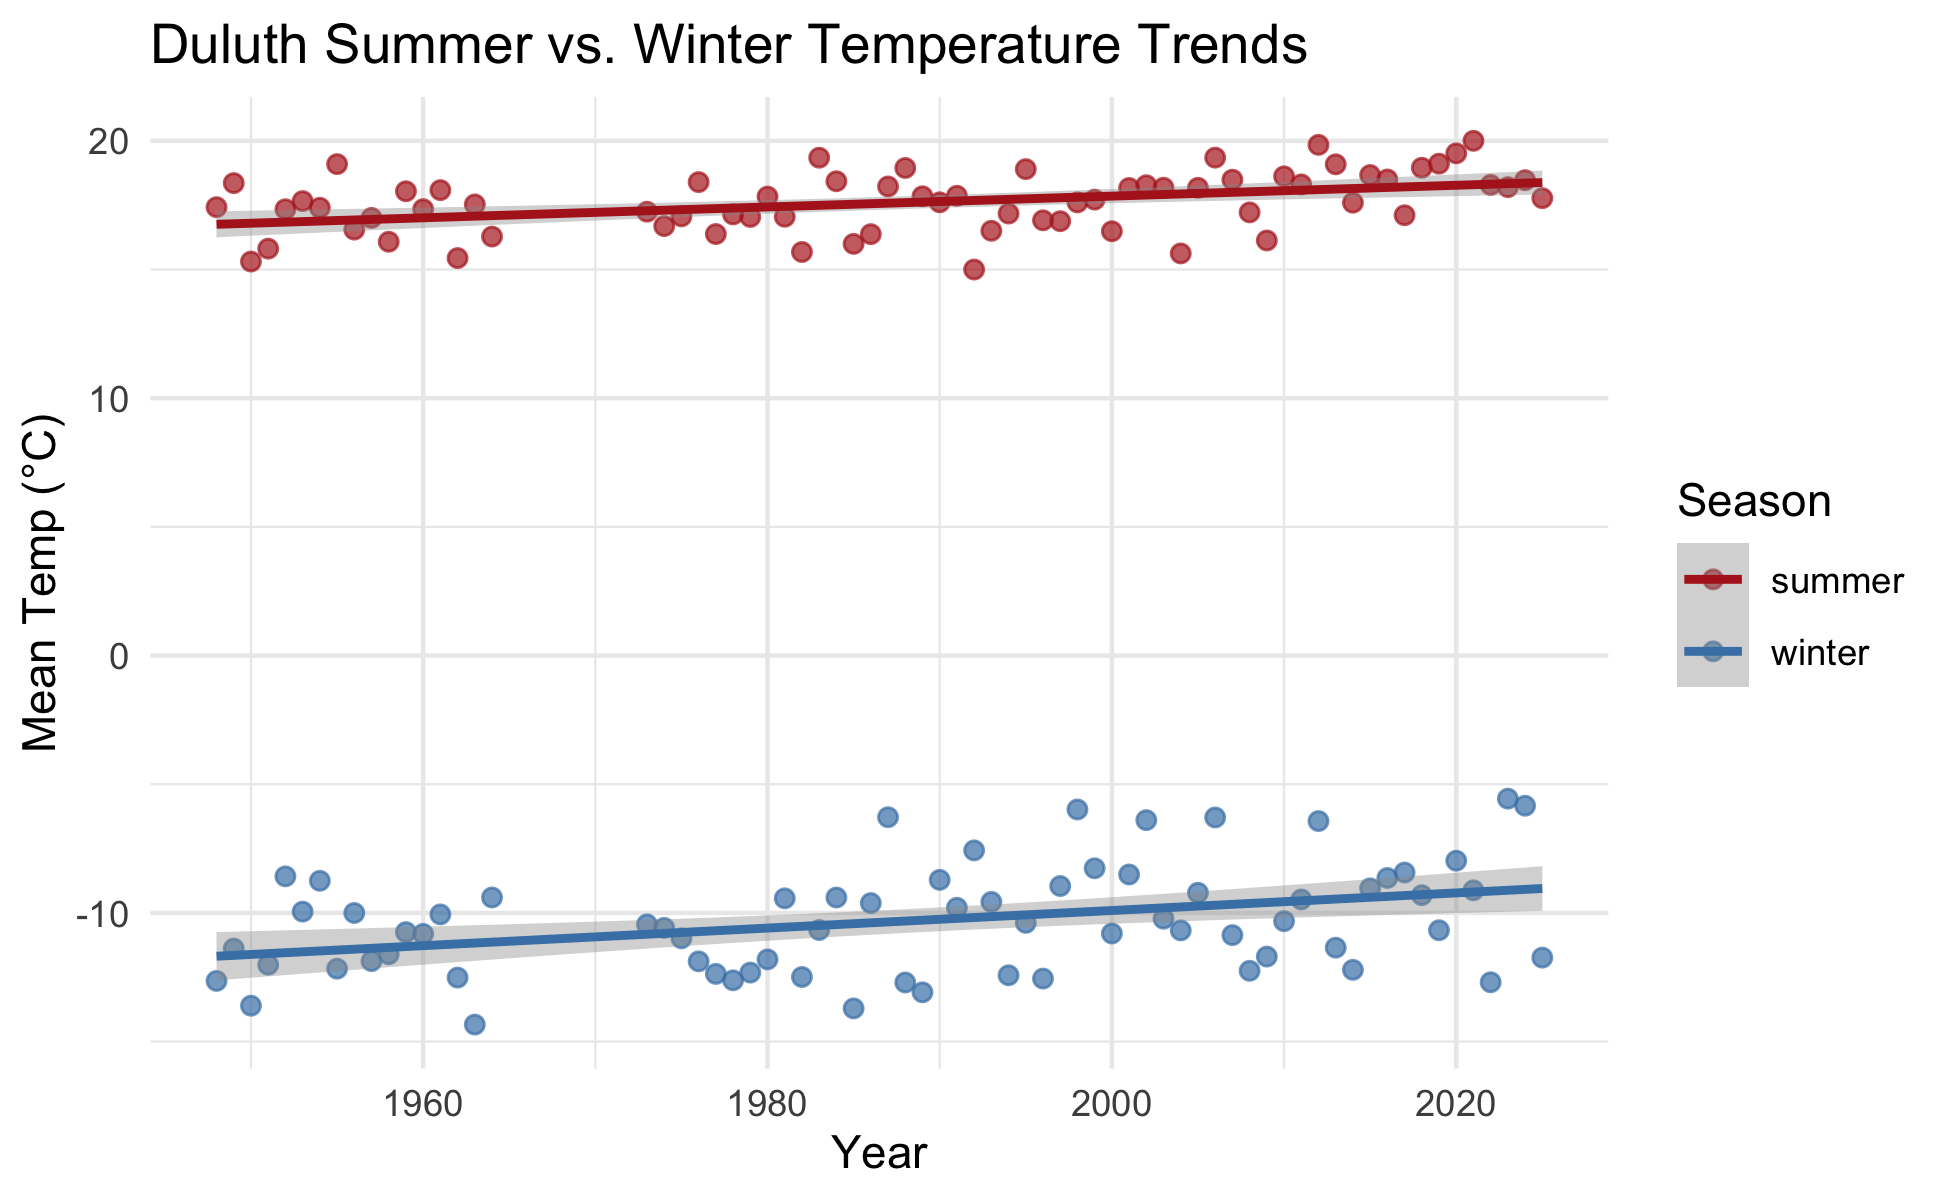 Duluth Summer vs. Winter Temperature Trends
20
10
0
-10
Mean Temp (°C)
1960 1980 2000 2020
Year
Season
summer
winter